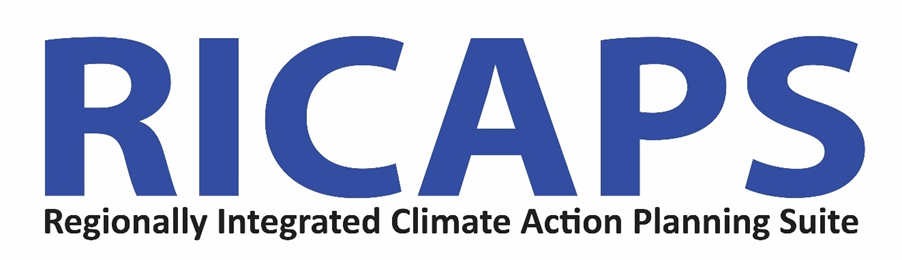 RICAPS
Regionally Integrated Climate Action Planning Suite